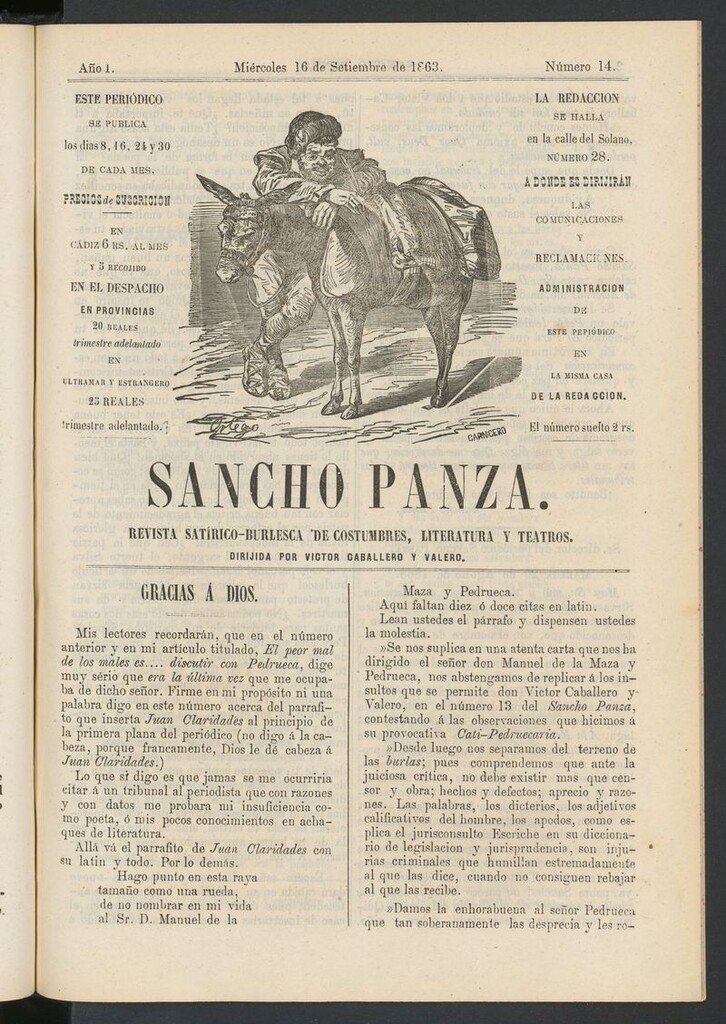 Año 1.
Miércoles 16 de Setiembre de 1863.
Número 14.
ESTE PERIÓDICO
SE PUBLICA
los dias 8, 16, 24 y 30
DE CADA MES.
PRECIOS de SUSCRICION
EN
CÁDIZ 6 RS. AL MES
Y 5 RECOJIDO
EN EL DESPACHO
EN PROVINCIAS
20 REALES
trimestre adelantado
EN
ULTRAMAR Y ESTRANGERO
25 REALES
trimestre adelantado.
Ortego
CARNICERO
LA REDACCION
SE HALLA
en la calle del Solano,
NÚMERO 28.
A DONDE SE DIRIJIRÁN
LAS
COMUNICACIONES
Y
RECLAMACIONES.
ADMINISTRACION
DE
ESTE PERIÓDICO
EN
LA MISMA CASA
DE LA REDACCION.
El número suelto 2 rs.
SANCHO PANZA.
REVISTA SATÍRICO-BURLESCA DE COSTUMBRES, LITERATURA Y TEATROS.
DIRIJIDA POR VICTOR CABALLERO Y VALERO.
GRACIAS Á DIOS.
Mis lectores recordarán, que en el número
anterior y en mi artículo titulado, El peor mal
de los males es.... discutir con Pedrueca, dige
muy sério que era la última vez que me ocupa-
ba de dicho señor. Firme en mi propósito ni una
palabra digo en este número acerca del parrafi-
to que inserta Juan Claridades al principio de
la primera plana del periódico (no digo á la ca-
beza, porque francamente, Dios le dé cabeza á
Juan Claridades.)
Lo que si digo es que jamas se me ocurriria
citar á un tribunal al periodista que con razones
y con datos me probara mi insuficiencia co-
mo poeta, ó mis pocos conocimientos en acha-
ques de literatura.
Allá vá el parrafito de Juan Claridades con
su latin y todo. Por lo demás.
Hago punto en esta raya
tamaño como una rueda,
de no nombrar en mi vida
al Sr. D. Manuel de la
Maza y Pedrueca.
Aqui faltan diez ó doce citas en latin.
Lean ustedes el párrafo y dispensen ustedes
la molestia.
»Se nos suplica en una atenta carta que nos ha
dirigido el señor don Manuel de la Maza y
Pedrueca, nos abstengamos de replicar á los in-
sultos que se permite don Victor Caballero y
Valero, en el número 13 del Sancho Panza,
contestando á las observaciones que hicimos á
su provocativa Cati-Pedruecaria.
»Desde luego nos separamos del terreno de
las burlas; pues comprendemos que ante la
juiciosa crítica, no debe existir mas que cen-
sor y obra; hechos y defectos; aprecio y razo-
nes. Las palabras, los dicterios, los adjetivos
calificativos del hombre, los apodos, como es-
plica el jurisconsulto Escriche en su dicciona-
rio de legislacion y jurisprudencia, son inju-
rias criminales que humillan estremadamente
al que las dice, cuando no consiguen rebajar
al que las recibe.
»Damos la enhorabuena al señor Pedrueca
que tan soberanamente las desprecia y les ro-